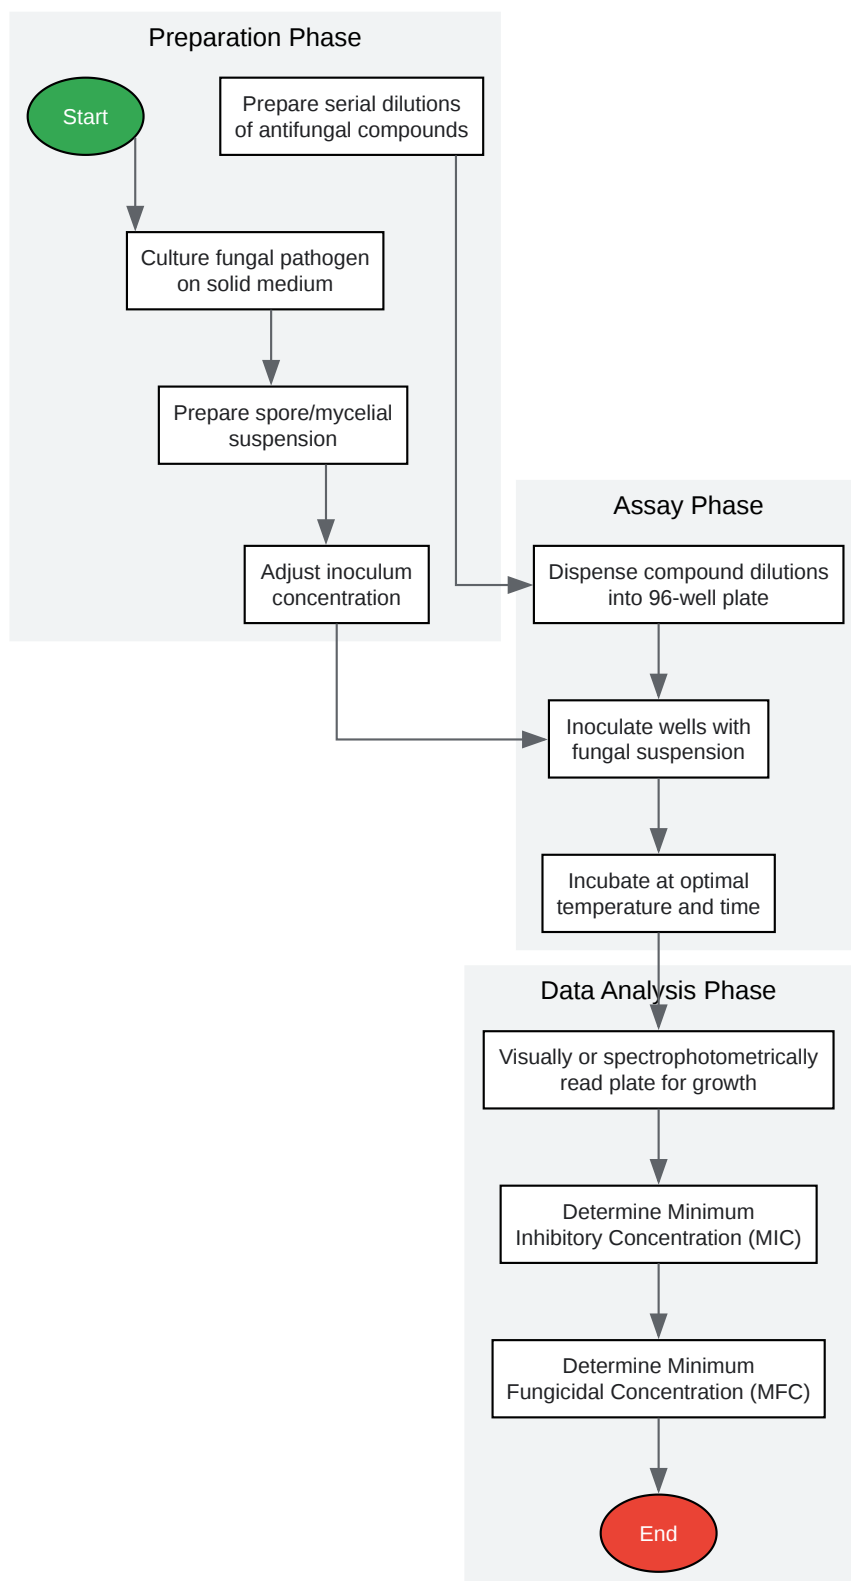 Preparation Phase
Start
Prepare serial dilutions
of antifungal compounds
Culture fungal pathogen
on solid medium
Prepare spore/mycelial
suspension
Adjust inoculum
concentration
Assay Phase
Dispense compound dilutions
into 96-well plate
Inoculate wells with
fungal suspension
Incubate at optimal
temperature and time
Data Analysis Phase
Visually or spectrophotometrically
read plate for growth
Determine Minimum
Inhibitory Concentration (MIC)
Determine Minimum
Fungicidal Concentration (MFC)
End